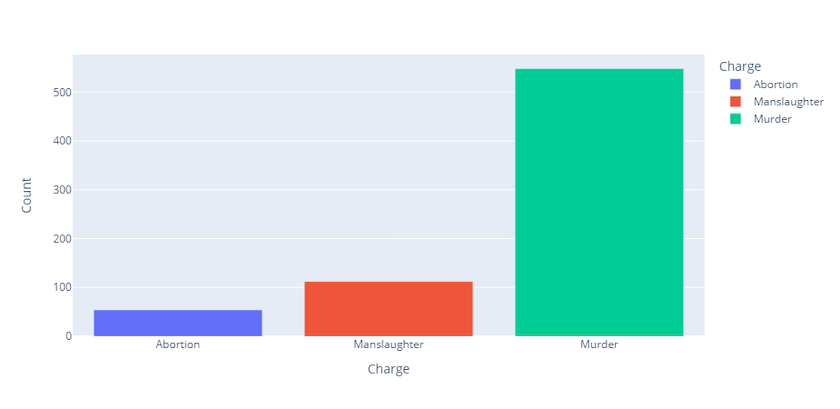 Charge
Abortion
Manslaughter
Murder
Count
500
400
300
200
100
0
Abortion Manslaughter Murder
Charge